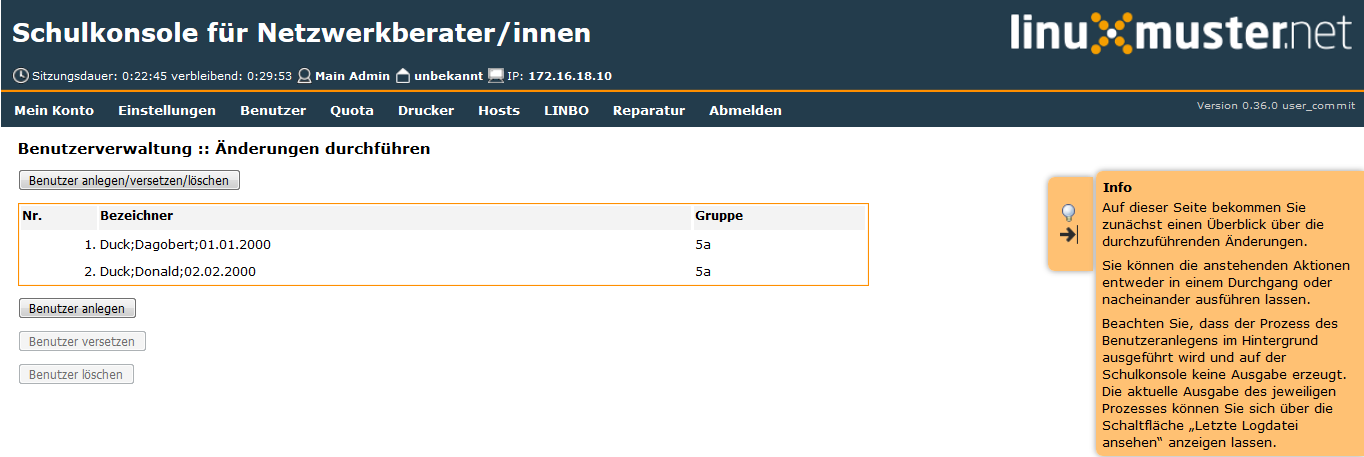 Schulkonsole für Netzwerkberater/innen
linuxmuster.net
Sitzungsdauer: 0:22:45 verbleibend: 0:29:53 Main Admin unbekannt IP: 172.16.18.10
Mein Konto Einstellungen Benutzer Quota Drucker Hosts LINBO Reparatur Abmelden
Version 0.36.0 user_commit
Benutzerverwaltung :: Änderungen durchführen
Benutzer anlegen/versetzen/löschen
Nr. Bezeichner Gruppe
1. Duck;Dagobert;01.01.2000 5a
2. Duck;Donald;02.02.2000 5a
Benutzer anlegen
Benutzer versetzen
Benutzer löschen
Info
Auf dieser Seite bekommen Sie
zunächst einen Überblick über die
durchzuführenden Änderungen.
Sie können die anstehenden Aktionen
entweder in einem Durchgang oder
nacheinander ausführen lassen.
Beachten Sie, dass der Prozess des
Benutzeranlegens im Hintergrund
ausgeführt wird und auf der
Schulkonsole keine Ausgabe erzeugt.
Die aktuelle Ausgabe des jeweiligen
Prozesses können Sie sich über die
Schaltfläche „Letzte Logdatei
ansehen“ anzeigen lassen.